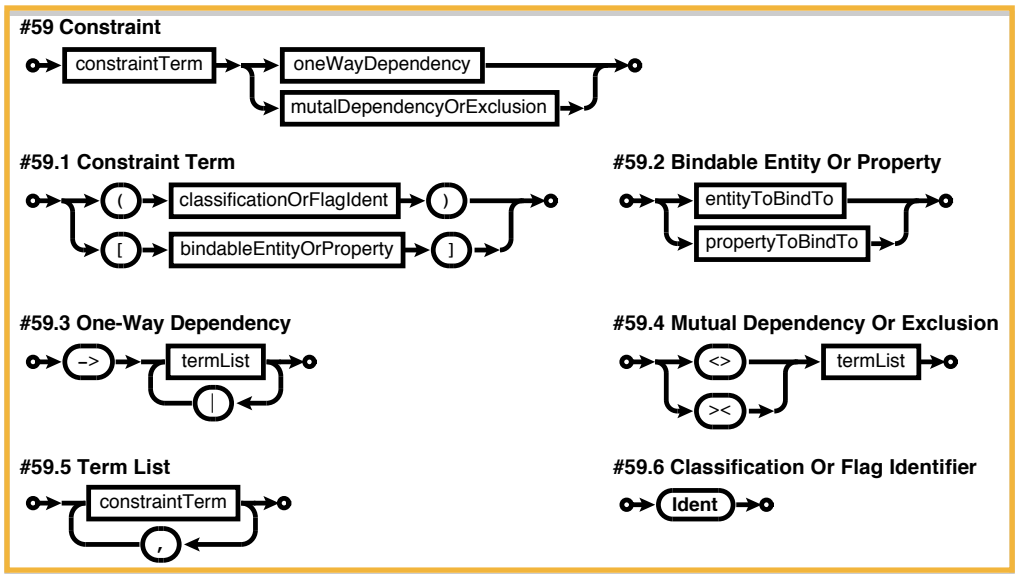 #59 Constraint
constraintTerm
oneWayDependency
mutalDependencyOrExclusion
#59.1 Constraint Term
( classificationOrFlagIdent )
[ bindableEntityOrProperty ]
#59.2 Bindable Entity Or Property
entityToBindTo
propertyToBindTo
#59.3 One-Way Dependency
-> termList
|
#59.4 Mutual Dependency Or Exclusion
<> termList
><
#59.5 Term List
constraintTerm
,
#59.6 Classification Or Flag Identifier
Ident